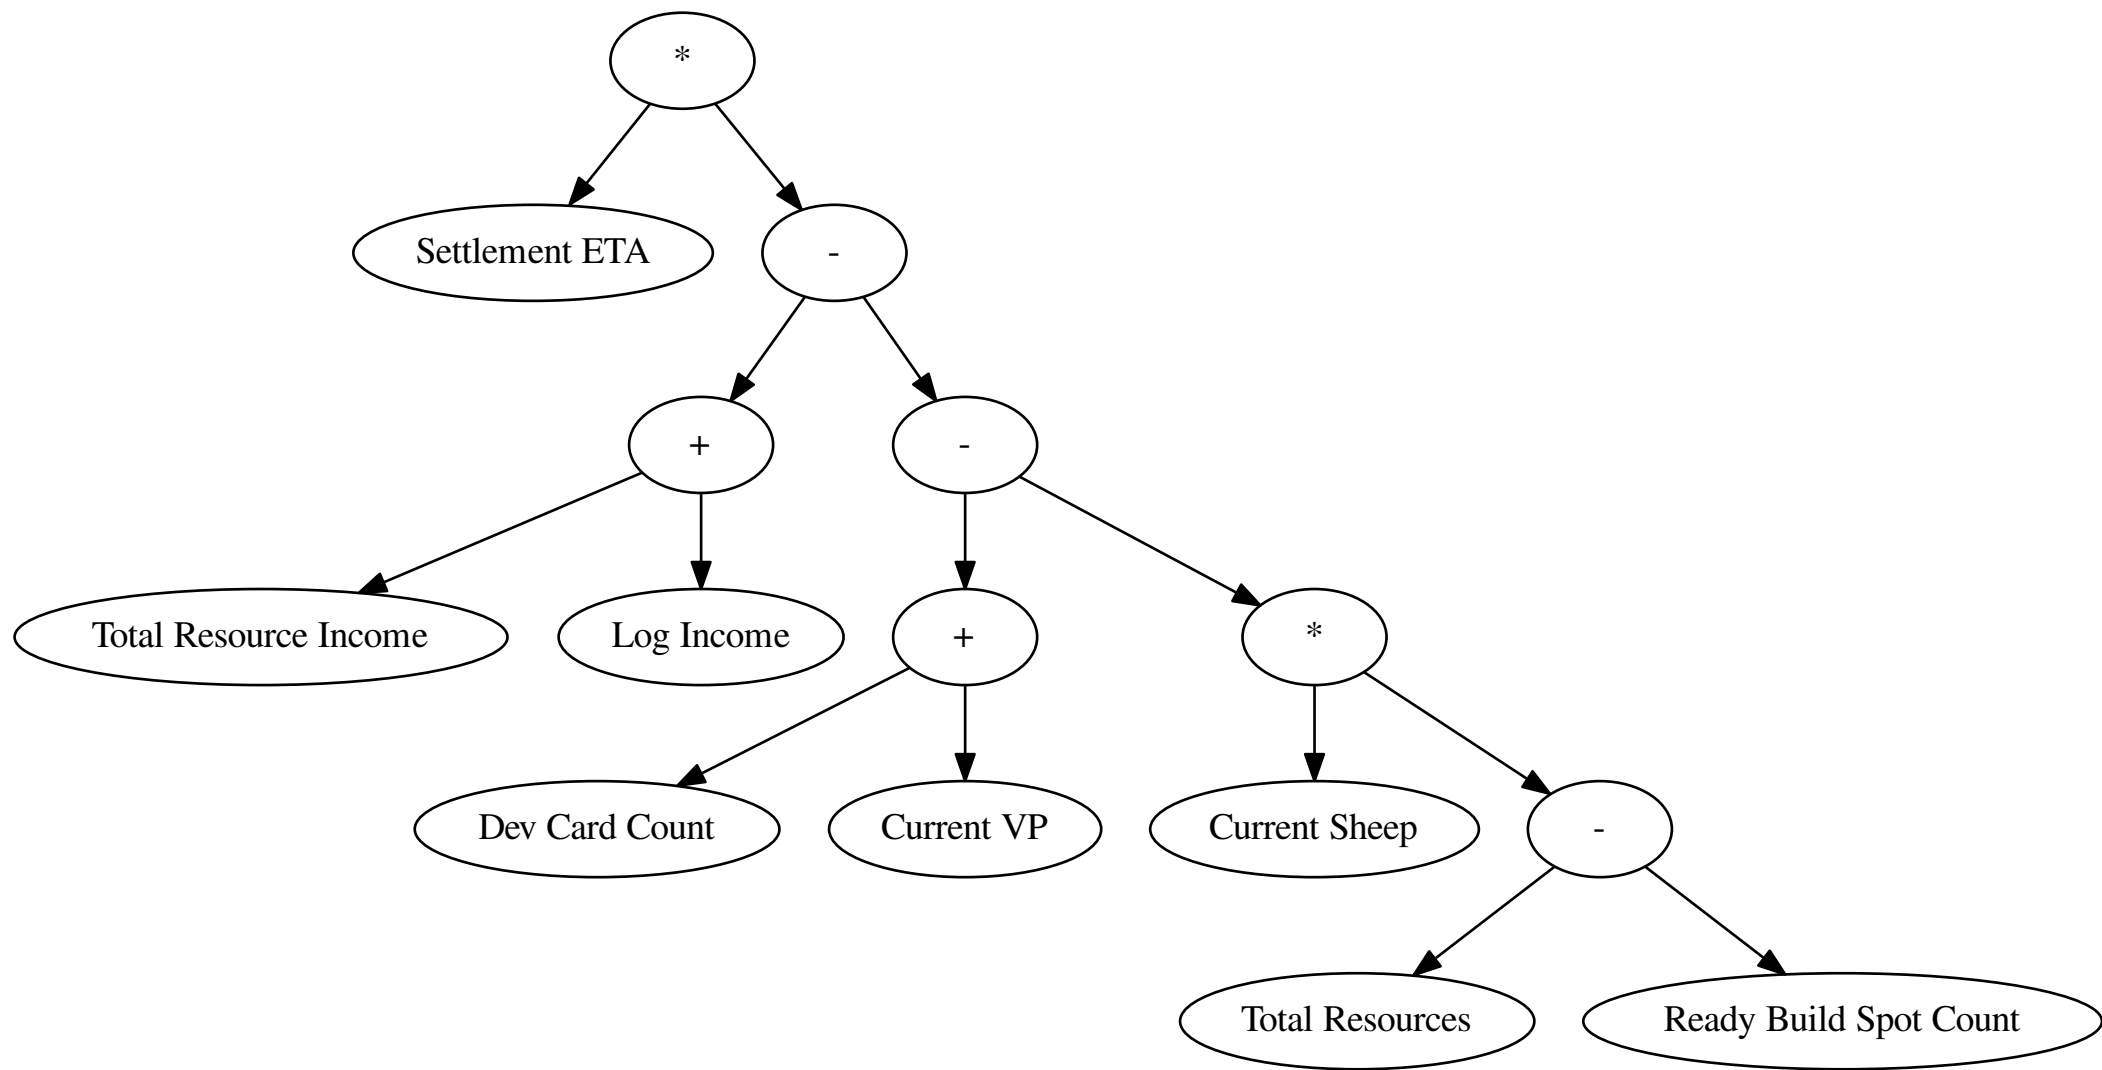 *
Settlement ETA
-
+
-
Total Resource Income
Log Income
+
*
Dev Card Count
Current VP
Current Sheep
-
Total Resources
Ready Build Spot Count